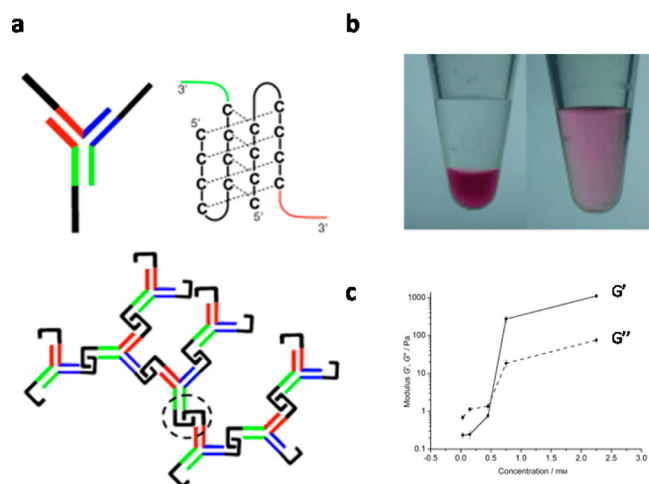 a
3'
5'
C C C C
C C C C
C C C C
C C C C
5'
3'
b
c
G'
G''
Modulus G', G'' / Pa
1000
100
10
1
0.1
-0.5 0.0 0.5 1.0 1.5 2.0 2.5 3.0
Concentration / mM